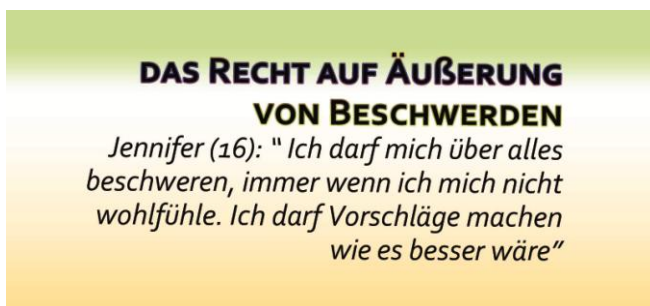 DAS RECHT AUF ÄUßERUNG
VON BESCHWERDEN
Jennifer (16): “ Ich darf mich über alles
beschweren, immer wenn ich mich nicht
wohlfühle. Ich darf Vorschläge machen
wie es besser wäre”